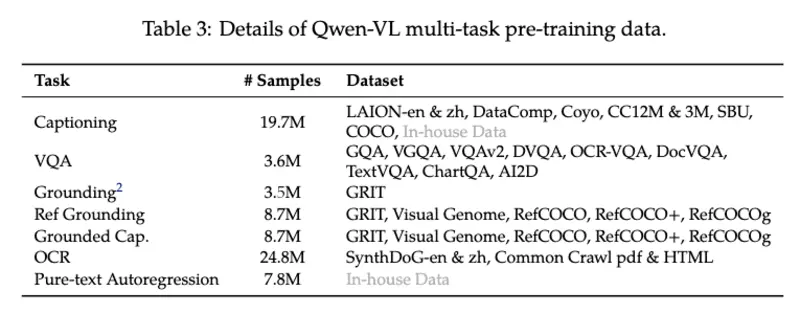 Table 3: Details of Qwen-VL multi-task pre-training data.
Task # Samples Dataset
Captioning 19.7M LAION-en & zh, DataComp, Coyo, CC12M & 3M, SBU,
COCO, In-house Data
VQA 3.6M GQA, VGQA, VQAv2, DVQA, OCR-VQA, DocVQA,
TextVQA, ChartQA, AI2D
Grounding2 3.5M GRIT
Ref Grounding 8.7M GRIT, Visual Genome, RefCOCO, RefCOCO+, RefCOCOg
Grounded Cap. 8.7M GRIT, Visual Genome, RefCOCO, RefCOCO+, RefCOCOg
OCR 24.8M SynthDoG-en & zh, Common Crawl pdf & HTML
Pure-text Autoregression 7.8M In-house Data